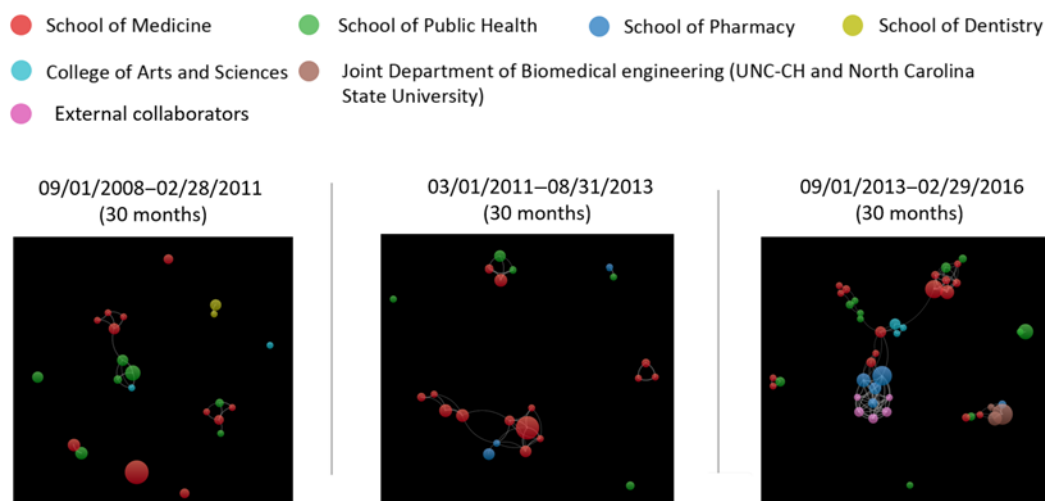 School of Medicine
School of Public Health
School of Pharmacy
School of Dentistry
College of Arts and Sciences
Joint Department of Biomedical engineering (UNC-CH and North Carolina
State University)
External collaborators
09/01/2008–02/28/2011
(30 months)
03/01/2011–08/31/2013
(30 months)
09/01/2013–02/29/2016
(30 months)